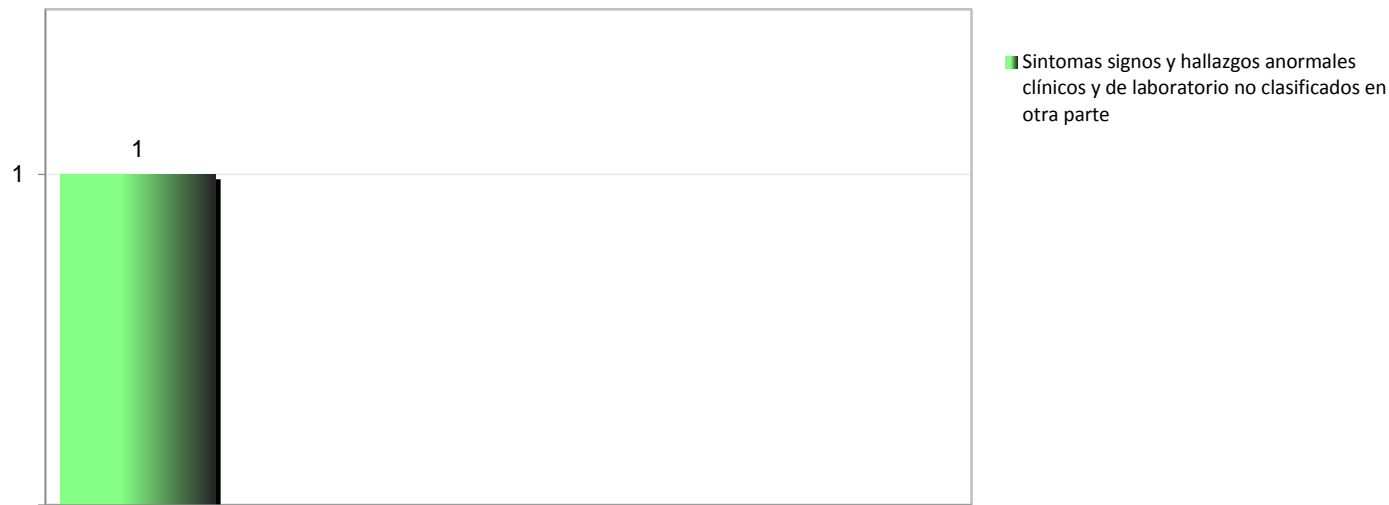 1
1
Sintomas signos y hallazgos anormales
clínicos y de laboratorio no clasificados en
otra parte